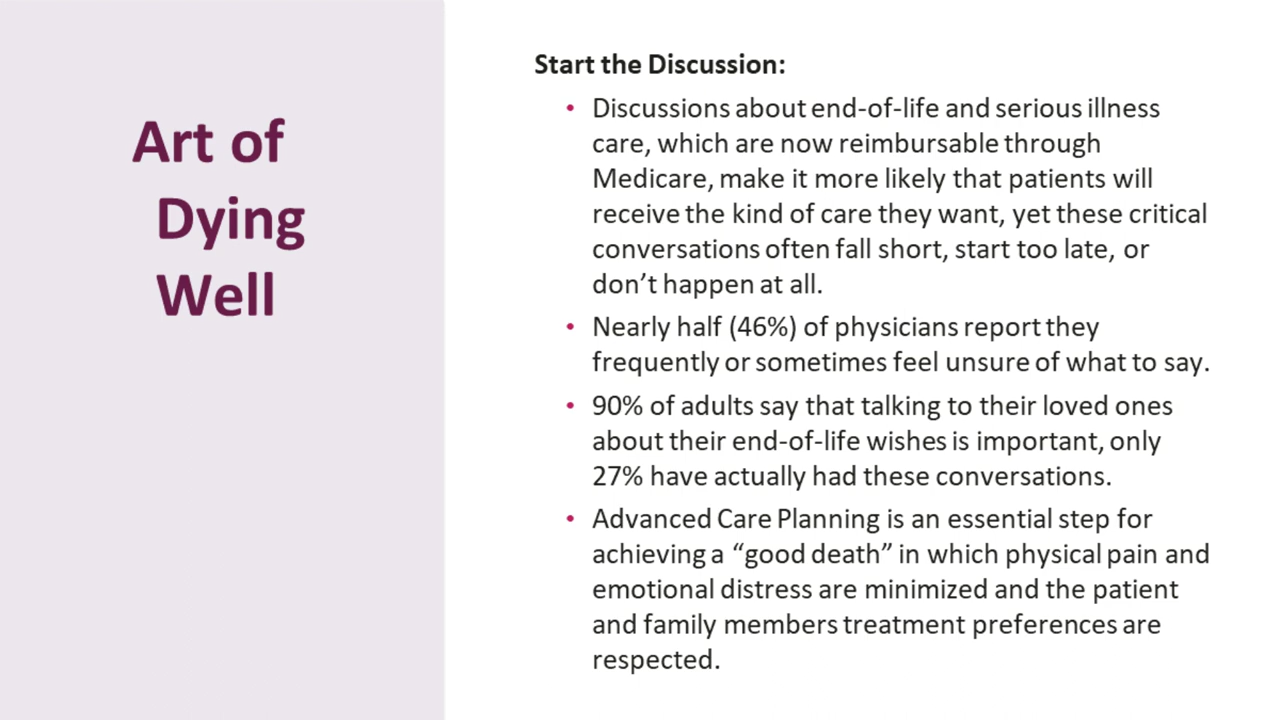 Art of
Dying
Well
Start the Discussion:
• Discussions about end-of-life and serious illness
care, which are now reimbursable through
Medicare, make it more likely that patients will
receive the kind of care they want, yet these critical
conversations often fall short, start too late, or
don’t happen at all.
• Nearly half (46%) of physicians report they
frequently or sometimes feel unsure of what to say.
• 90% of adults say that talking to their loved ones
about their end-of-life wishes is important, only
27% have actually had these conversations.
• Advanced Care Planning is an essential step for
achieving a “good death” in which physical pain and
emotional distress are minimized and the patient
and family members treatment preferences are
respected.